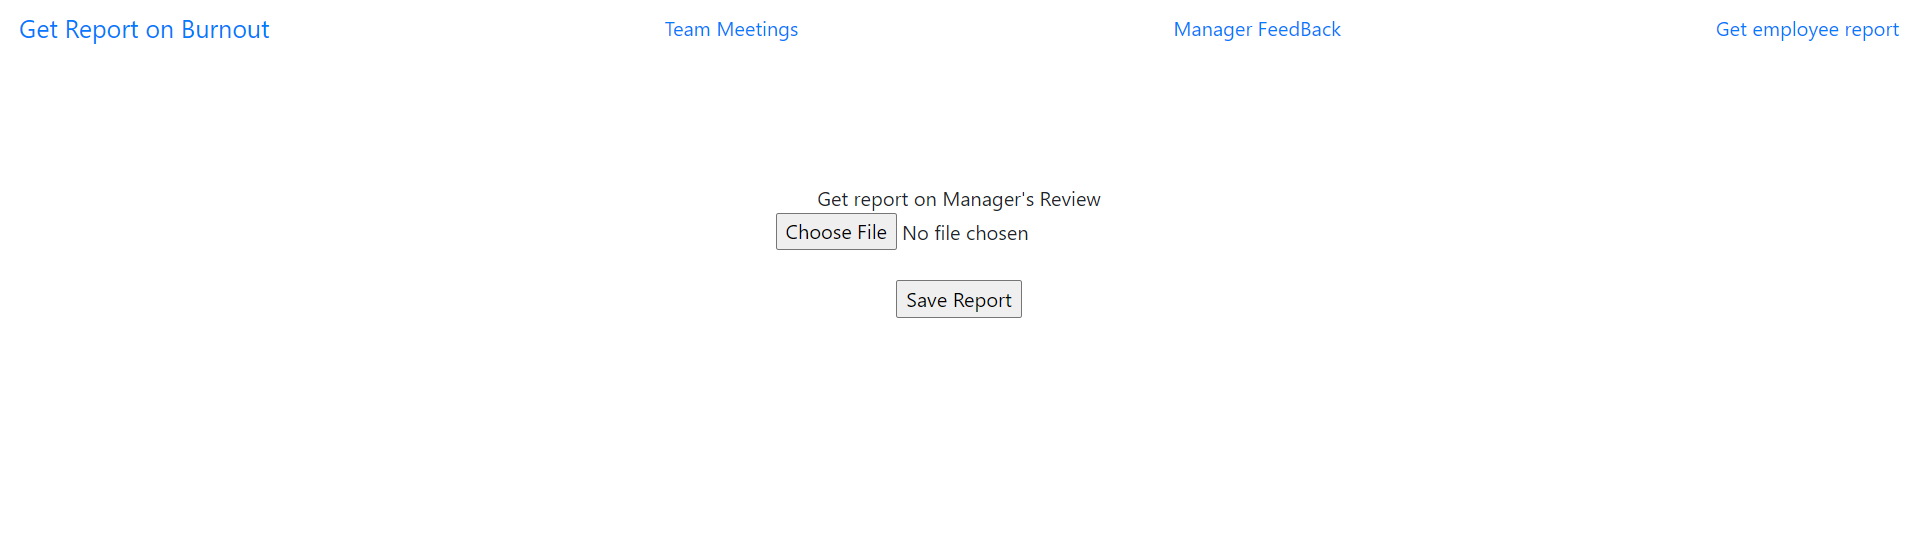 Get Report on Burnout Team Meetings Manager FeedBack Get employee report
Get report on Manager's Review
Choose File No file chosen
Save Report